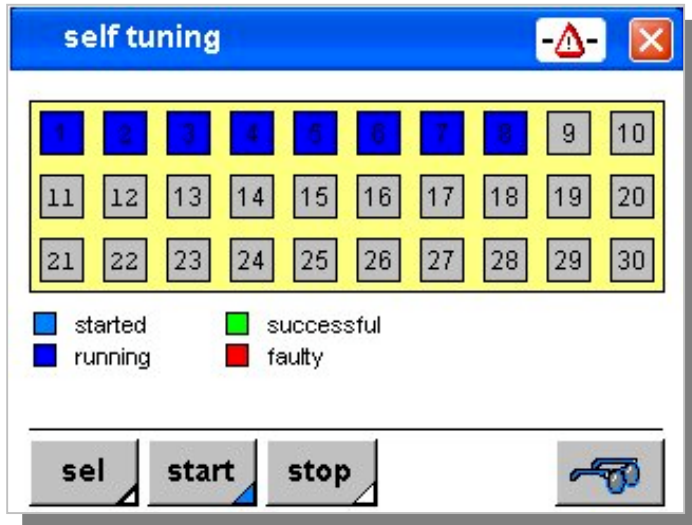 self tuning
1 2 3 4 5 6 7 8 9 10
11 12 13 14 15 16 17 18 19 20
21 22 23 24 25 26 27 28 29 30
started successful
running faulty
sel start stop